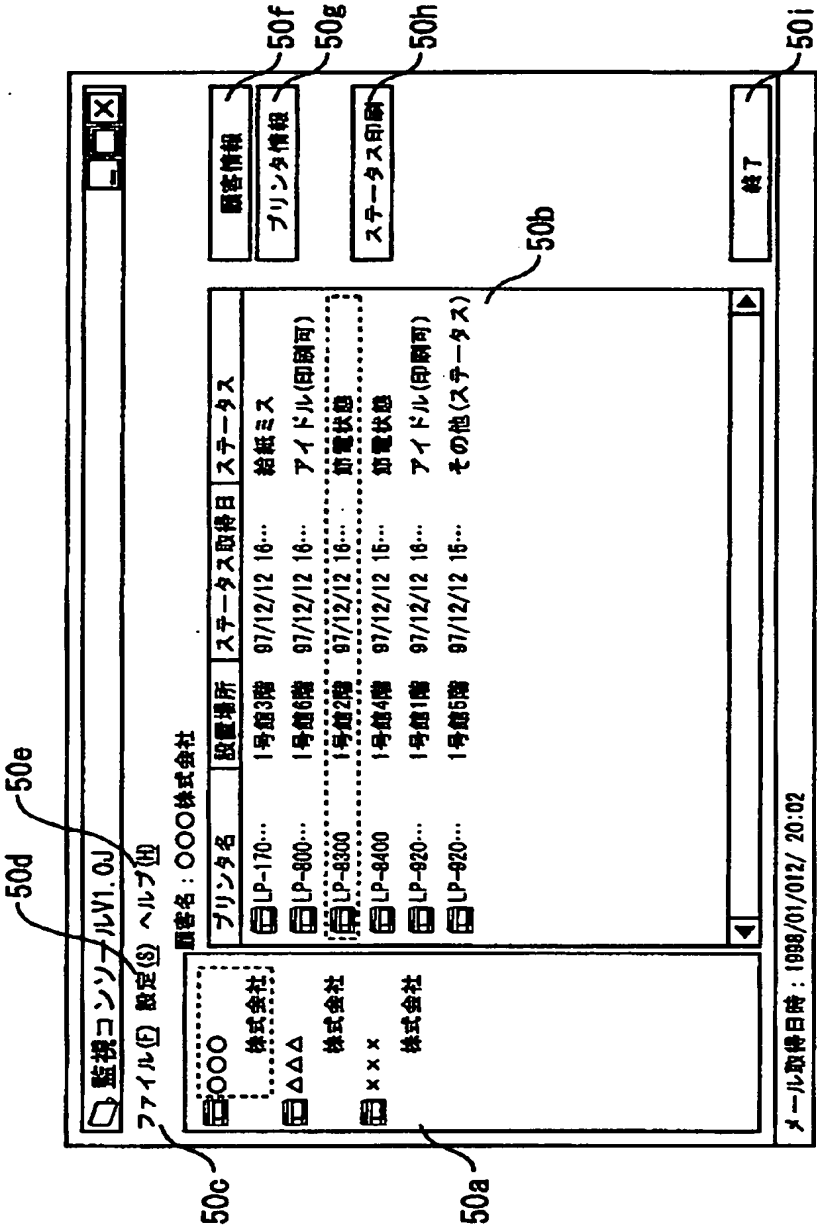 50d
50e
監視コンソールV1.0J
50c
ファイル(F) 設定(S) ヘルプ(H)
顧客名:〇〇〇株式会社
〇〇〇
株式会社
△△△
株式会社
×××
株式会社
50a
プリンタ名 設置場所 ステータス取得日 ステータス
LP-170… 1号館3階 97/12/12 16… 給紙ミス
LP-800… 1号館6階 97/12/12 16… アイドル(印刷可)
LP-8300 1号館2階 97/12/12 16… 節電状態
LP-8400 1号館4階 97/12/12 15… 節電状態
LP-920… 1号館1階 97/12/12 16… アイドル(印刷可)
LP-920… 1号館5階 97/12/12 15… その他(ステータス)
50b
顧客情報
50f
プリンタ情報
50g
ステータス印刷
50h
終了
50i
メール取得日時:1998/01/012/ 20:02